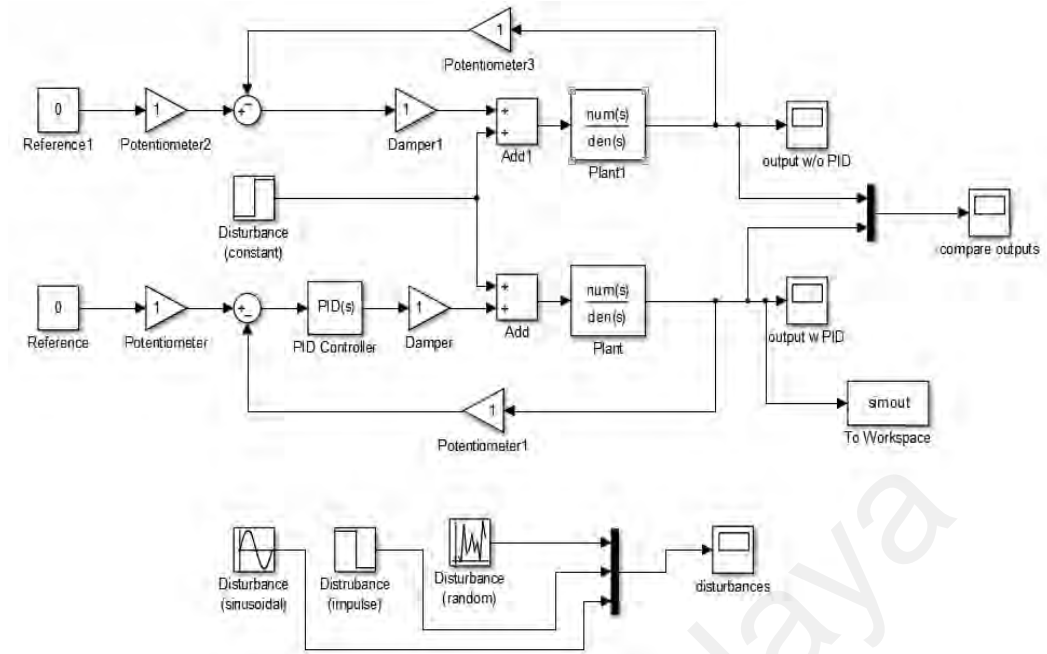 1
Potentiometer3
0
Reference1
1
Potentiometer2
+
−
1
Damper1
+
+
Add1
num(s)
den(s)
Plant1
output w/o PID
Disturbance
(constant)
compare outputs
0
Reference
1
Potentiometer
+
−
PID(s)
PID Controller
1
Damper
+
+
Add
num(s)
den(s)
Plant
output w PID
simout
To Workspace
1
Potentiometer1
Disturbance
(sinusoidal)
Distrubance
(impulse)
Disturbance
(random)
disturbances
laya